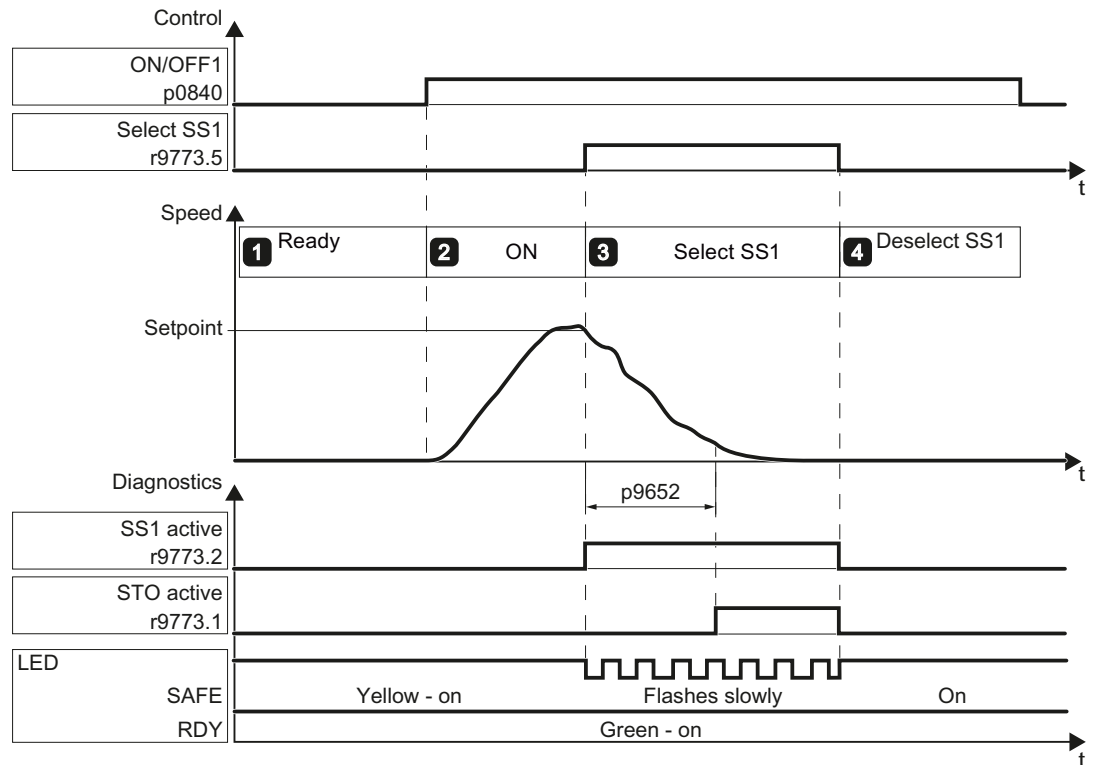 Control
ON/OFF1
p0840
Select SS1
r9773.5
t
Speed
1 Ready
2 ON
3 Select SS1
4 Deselect SS1
Setpoint
t
Diagnostics
p9652
SS1 active
r9773.2
STO active
r9773.1
LED
SAFE Yellow - on Flashes slowly On
RDY Green - on
t